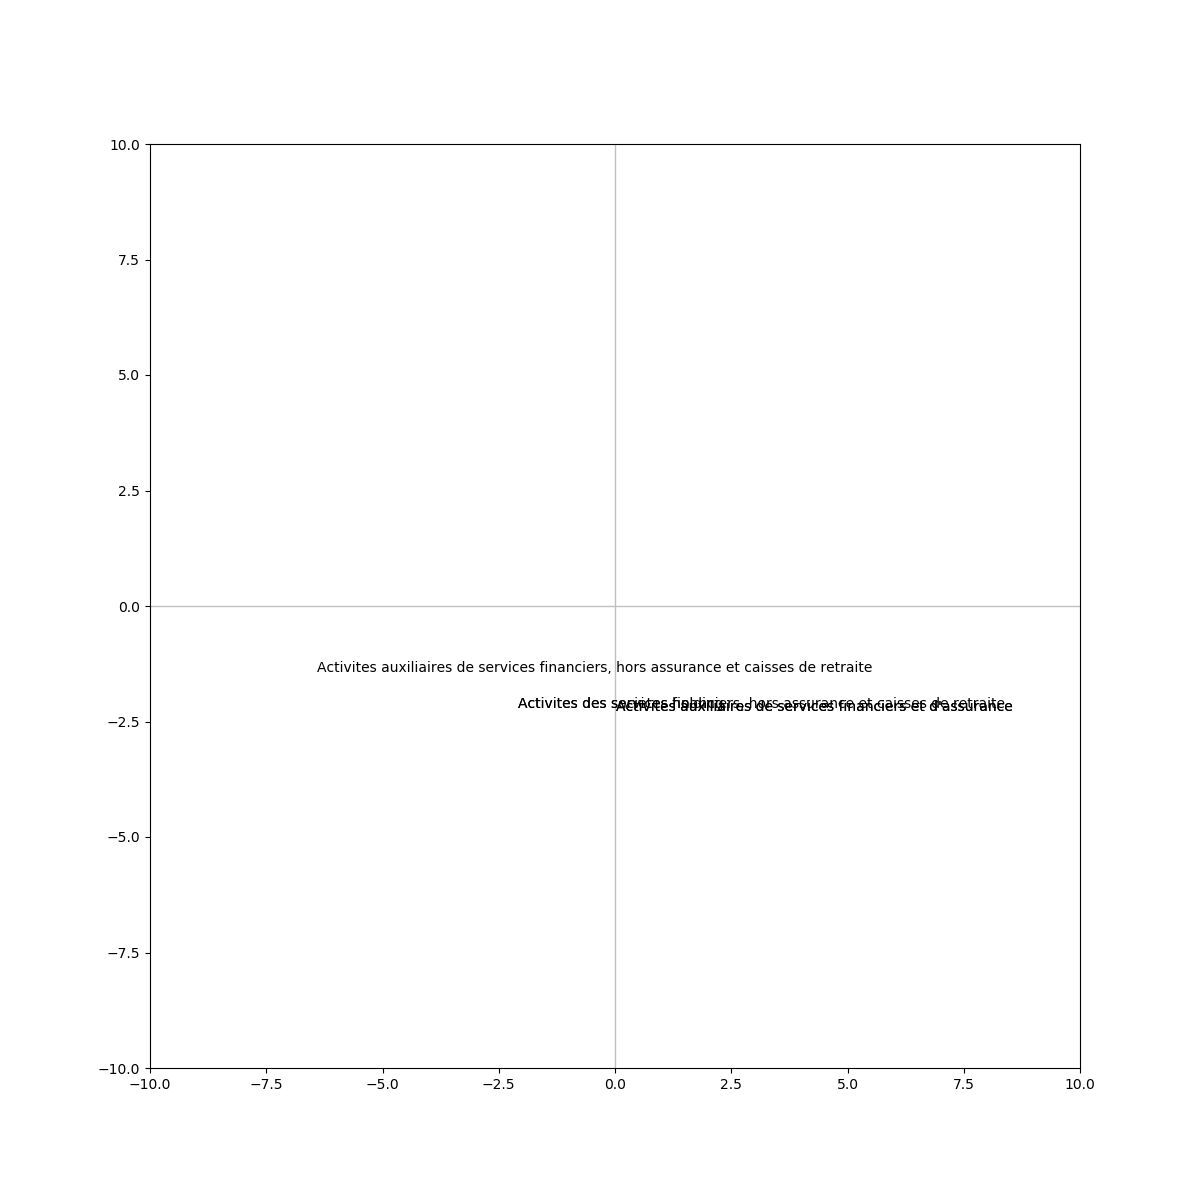 10.0
7.5
5.0
2.5
0.0
Activites auxiliaires de services financiers, hors assurance et caisses de retraite
Activites des services financiers, hors assurance et caisses de retraite
Activites des societes holding
Activites auxiliaires de services financiers et d'assurance
−2.5
−5.0
−7.5
−10.0
−10.0 −7.5 −5.0 −2.5 0.0 2.5 5.0 7.5 10.0